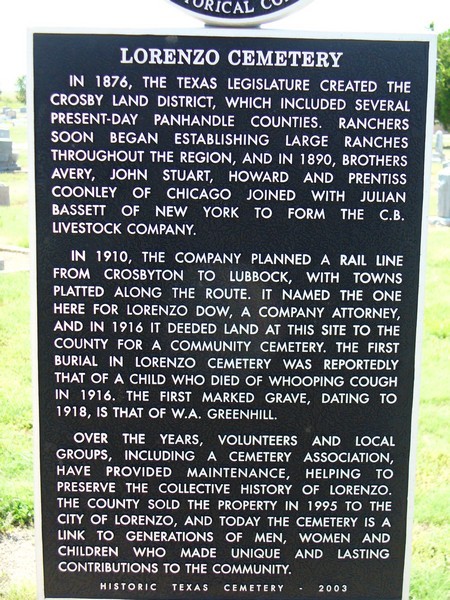 TORICAL CO
LORENZO CEMETERY
IN 1876, THE TEXAS LEGISLATURE CREATED THE
CROSBY LAND DISTRICT, WHICH INCLUDED SEVERAL
PRESENT-DAY PANHANDLE COUNTIES. RANCHERS
SOON BEGAN ESTABLISHING LARGE RANCHES
THROUGHOUT THE REGION, AND IN 1890, BROTHERS
AVERY, JOHN STUART, HOWARD AND PRENTISS
COONLEY OF CHICAGO JOINED WITH JULIAN
BASSETT OF NEW YORK TO FORM THE C.B.
LIVESTOCK COMPANY.
IN 1910, THE COMPANY PLANNED A RAIL LINE
FROM CROSBYTON TO LUBBOCK, WITH TOWNS
PLATTED ALONG THE ROUTE. IT NAMED THE ONE
HERE FOR LORENZO DOW, A COMPANY ATTORNEY,
AND IN 1916 IT DEEDED LAND AT THIS SITE TO THE
COUNTY FOR A COMMUNITY CEMETERY. THE FIRST
BURIAL IN LORENZO CEMETERY WAS REPORTEDLY
THAT OF A CHILD WHO DIED OF WHOOPING COUGH
IN 1916. THE FIRST MARKED GRAVE, DATING TO
1918, IS THAT OF W.A. GREENHILL.
OVER THE YEARS, VOLUNTEERS AND LOCAL
GROUPS, INCLUDING A CEMETERY ASSOCIATION,
HAVE PROVIDED MAINTENANCE, HELPING TO
PRESERVE THE COLLECTIVE HISTORY OF LORENZO.
THE COUNTY SOLD THE PROPERTY IN 1995 TO THE
CITY OF LORENZO, AND TODAY THE CEMETERY IS A
LINK TO GENERATIONS OF MEN, WOMEN AND
CHILDREN WHO MADE UNIQUE AND LASTING
CONTRIBUTIONS TO THE COMMUNITY.
HISTORIC TEXAS CEMETERY - 2003